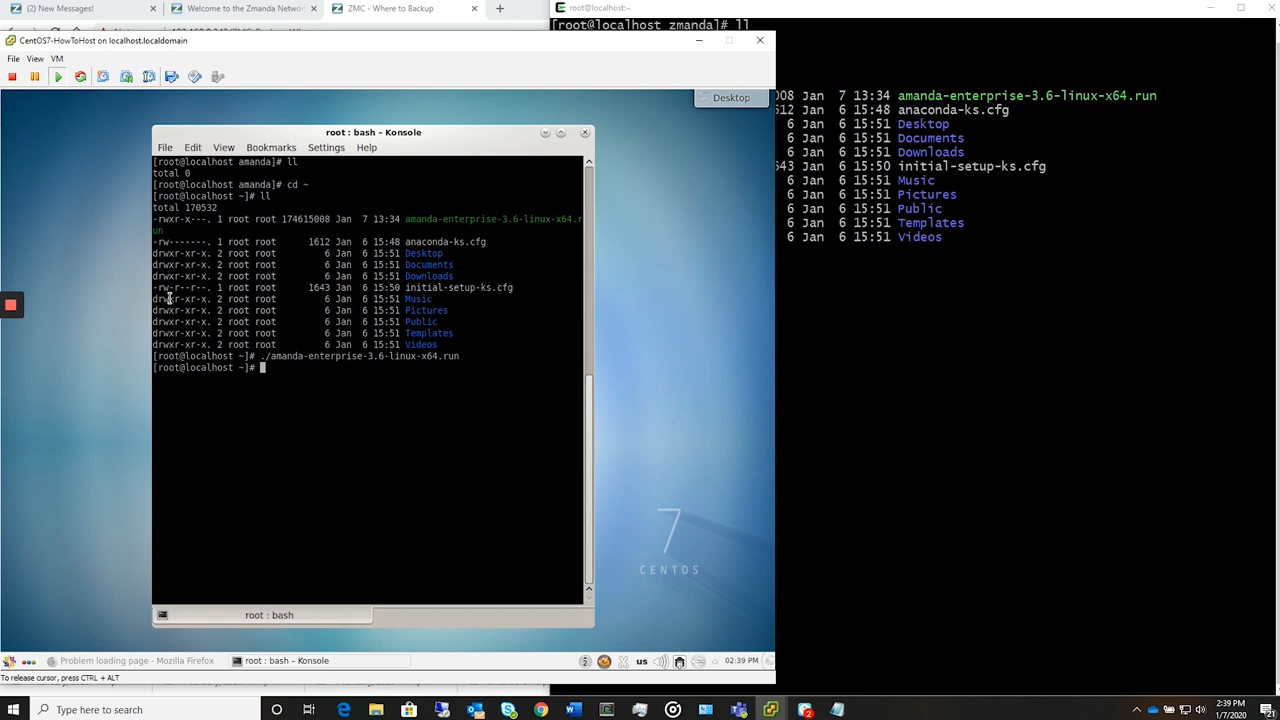 (2) New Messages!
Welcome to the Zmanda Networ
ZMC - Where to Backup
root@localhost:~
[root@localhost zmanda]# ll
CentOS7-HowToHost on localhost.localdomain
File View VM
Desktop
root : bash – Konsole
File Edit View Bookmarks Settings Help
[root@localhost amanda]# ll
total 0
[root@localhost amanda]# cd ~
[root@localhost ~]# ll
total 170532
-rwxr-x---. 1 root root 174615008 Jan 7 13:34 amanda-enterprise-3.6-linux-x64.r
un
-rw-------. 1 root root 1612 Jan 6 15:48 anaconda-ks.cfg
drwxr-xr-x. 2 root root 6 Jan 6 15:51 Desktop
drwxr-xr-x. 2 root root 6 Jan 6 15:51 Documents
drwxr-xr-x. 2 root root 6 Jan 6 15:51 Downloads
-rw-r--r--. 1 root root 1643 Jan 6 15:50 initial-setup-ks.cfg
drwxr-xr-x. 2 root root 6 Jan 6 15:51 Music
drwxr-xr-x. 2 root root 6 Jan 6 15:51 Pictures
drwxr-xr-x. 2 root root 6 Jan 6 15:51 Public
drwxr-xr-x. 2 root root 6 Jan 6 15:51 Templates
drwxr-xr-x. 2 root root 6 Jan 6 15:51 Videos
[root@localhost ~]# ./amanda-enterprise-3.6-linux-x64.run
[root@localhost ~]#
008 Jan 7 13:34 amanda-enterprise-3.6-linux-x64.run
612 Jan 6 15:48 anaconda-ks.cfg
6 Jan 6 15:51 Desktop
6 Jan 6 15:51 Documents
6 Jan 6 15:51 Downloads
643 Jan 6 15:50 initial-setup-ks.cfg
6 Jan 6 15:51 Music
6 Jan 6 15:51 Pictures
6 Jan 6 15:51 Public
6 Jan 6 15:51 Templates
6 Jan 6 15:51 Videos
7
CENTOS
root : bash
Problem loading page - Mozilla Firefox
root : bash – Konsole
2
us
02:39 PM
To release cursor, press CTRL + ALT
Type here to search
2
2:39 PM
1/7/2020
21